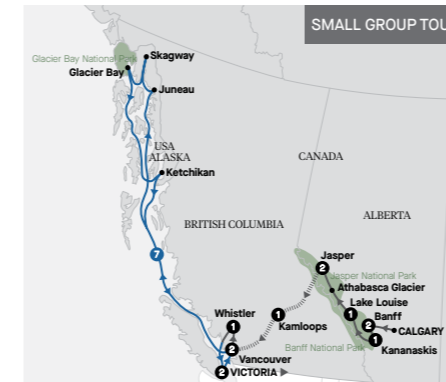 SMALL GROUP TOU
Glacier Bay National Park
Skagway
Glacier Bay
Juneau
USA
ALASKA
CANADA
Ketchikan
BRITISH COLUMBIA
ALBERTA
7
Jasper
2
Jasper National Park
Athabasca Glacier
Lake Louise
1
Whistler
1
Kamloops
1
Banff
2
CALGARY
Banff National Park
1
Kananaskis
2
Vancouver
2
VICTORIA